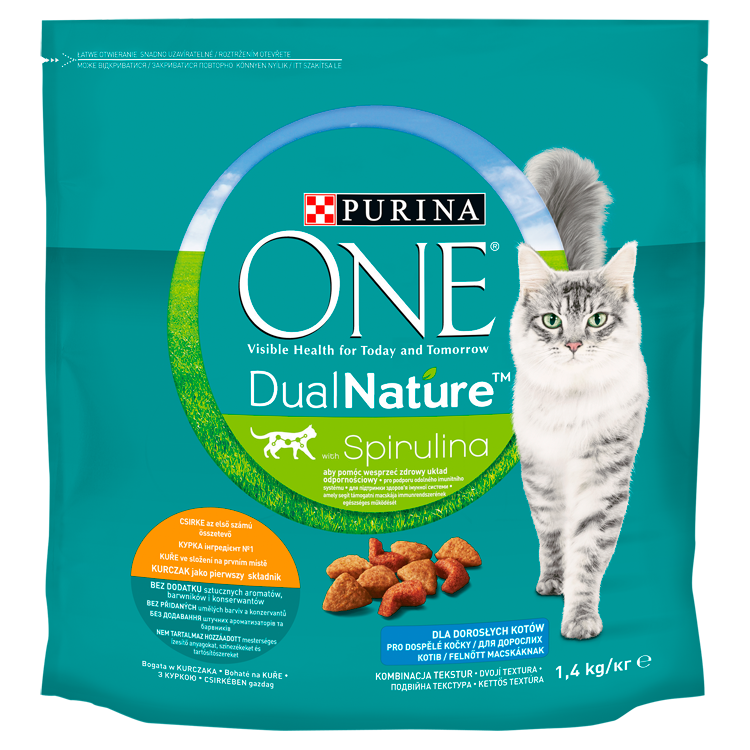 ŁATWE OTWIERANIE, SNADNO UZAVÍRATELNÉ / ROZTRŽENÍM OTEVŘETE
МОЖЕ ВІДКРИВАТИСЯ / ЗАКРИВАТИСЯ ПОВТОРНО KÖNNYEN NYÍLIK / ITT SZAKÍTSA LE
PURINA
ONE®
Visible Health for Today and Tomorrow
DualNature™
with Spirulina
aby pomóc wesprzeć zdrowy układ
odpornościowy • pro podporu odolného imunitního
systému • для підтримки здоров'я імунної системи •
amely segít támogatni macskája immunrendszerének
egészséges működését
CSIRKE az első számú
összetevő
КУРКА інгредієнт №1
KUŘE ve složení na prvním místě
KURCZAK jako pierwszy składnik
BEZ DODATKU sztucznych aromatów,
barwników i konserwantów
BEZ PŘIDANÝCH umělých barviv a konzervantů
БЕЗ ДОДАВАННЯ штучних ароматизаторів та
барвників
NEM TARTALMAZ HOZZÁADOTT mesterséges
ízesítő anyagokat, színezékeket és
tartósítószereket
Bogata w KURCZAKA • Bohaté na KUŘE •
З КУРКОЮ • CSIRKÉBEN gazdag
DLA DOROSŁYCH KOTÓW
PRO DOSPĚLÉ KOČKY / ДЛЯ ДОРОСЛИХ
КОТІВ / FELNŐTT MACSKÁKNAK
KOMBINACJA TEKSTUR • DVOJÍ TEXTURA •
ПОДВІЙНА ТЕКСТУРА • KETTŐS TEXTÚRA
1,4 kg/кг ℮